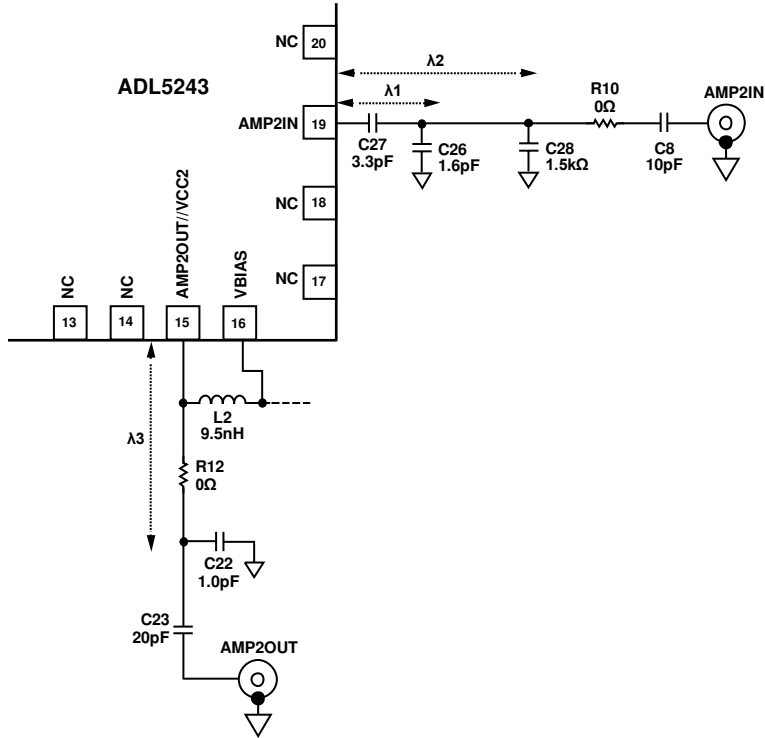 NC
20
λ2
ADL5243
R10
0Ω
AMP2IN
λ1
AMP2IN
19
C27
3.3pF
C26
1.6pF
C28
1.5kΩ
C8
10pF
NC
18
NC
17
NC
NC
AMP2OUT//VCC2
VBIAS
13
14
15
16
L2
9.5nH
λ3
R12
0Ω
C22
1.0pF
C23
20pF
AMP2OUT